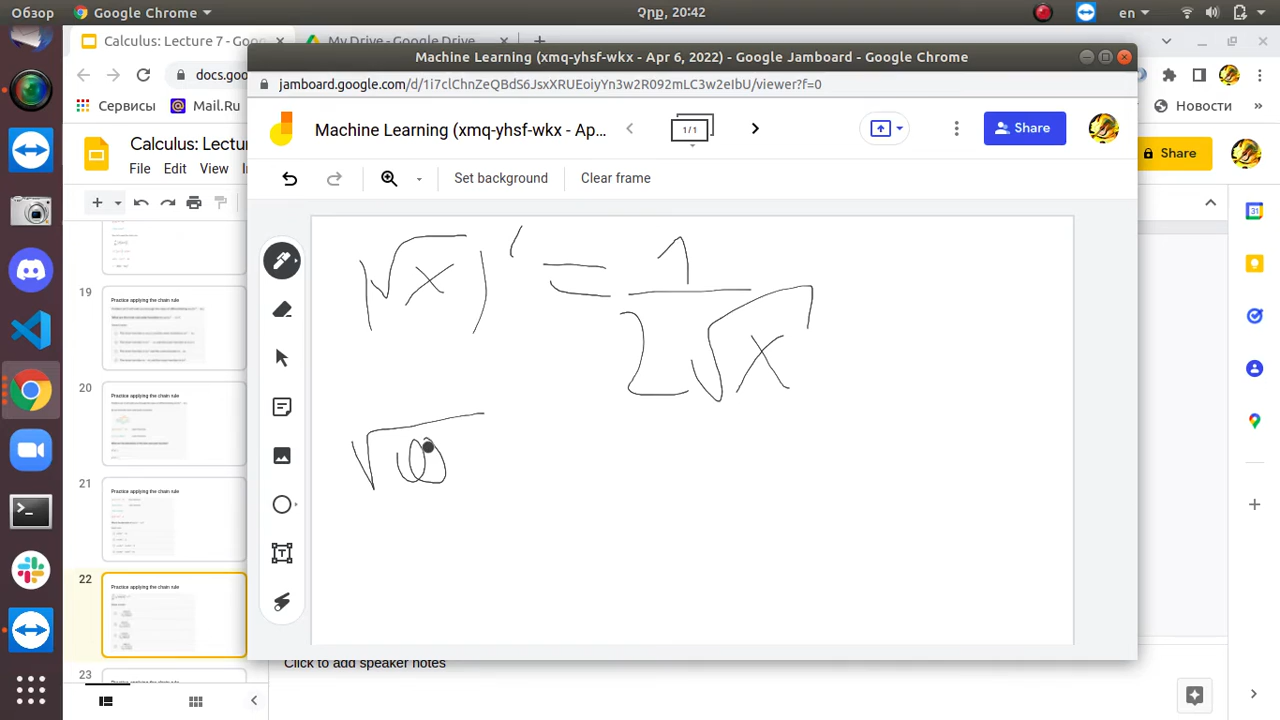 Обзор
Google Chrome
Չրք, 20:42
en
Calculus: Lecture 7 - Goo
My Drive - Google Drive
Machine Learning (xmq-yhsf-wkx - Apr 6, 2022) - Google Jamboard - Google Chrome
docs.goo
jamboard.google.com/d/1i7clChnZeQBdS6JsxXRUEoiyYn3w2R092mLC3w2eIbU/viewer?f=0
Сервисы
Mail.Ru
Новости
»
Calculus: Lectur
File Edit View
Machine Learning (xmq-yhsf-wkx - Ap...
1/1
Share
Share
Set background
Clear frame
√x)′ = 1
2√x
19
Practice applying the chain rule
20
Practice applying the chain rule
21
Practice applying the chain rule
22
Practice applying the chain rule
23
Click to add speaker notes